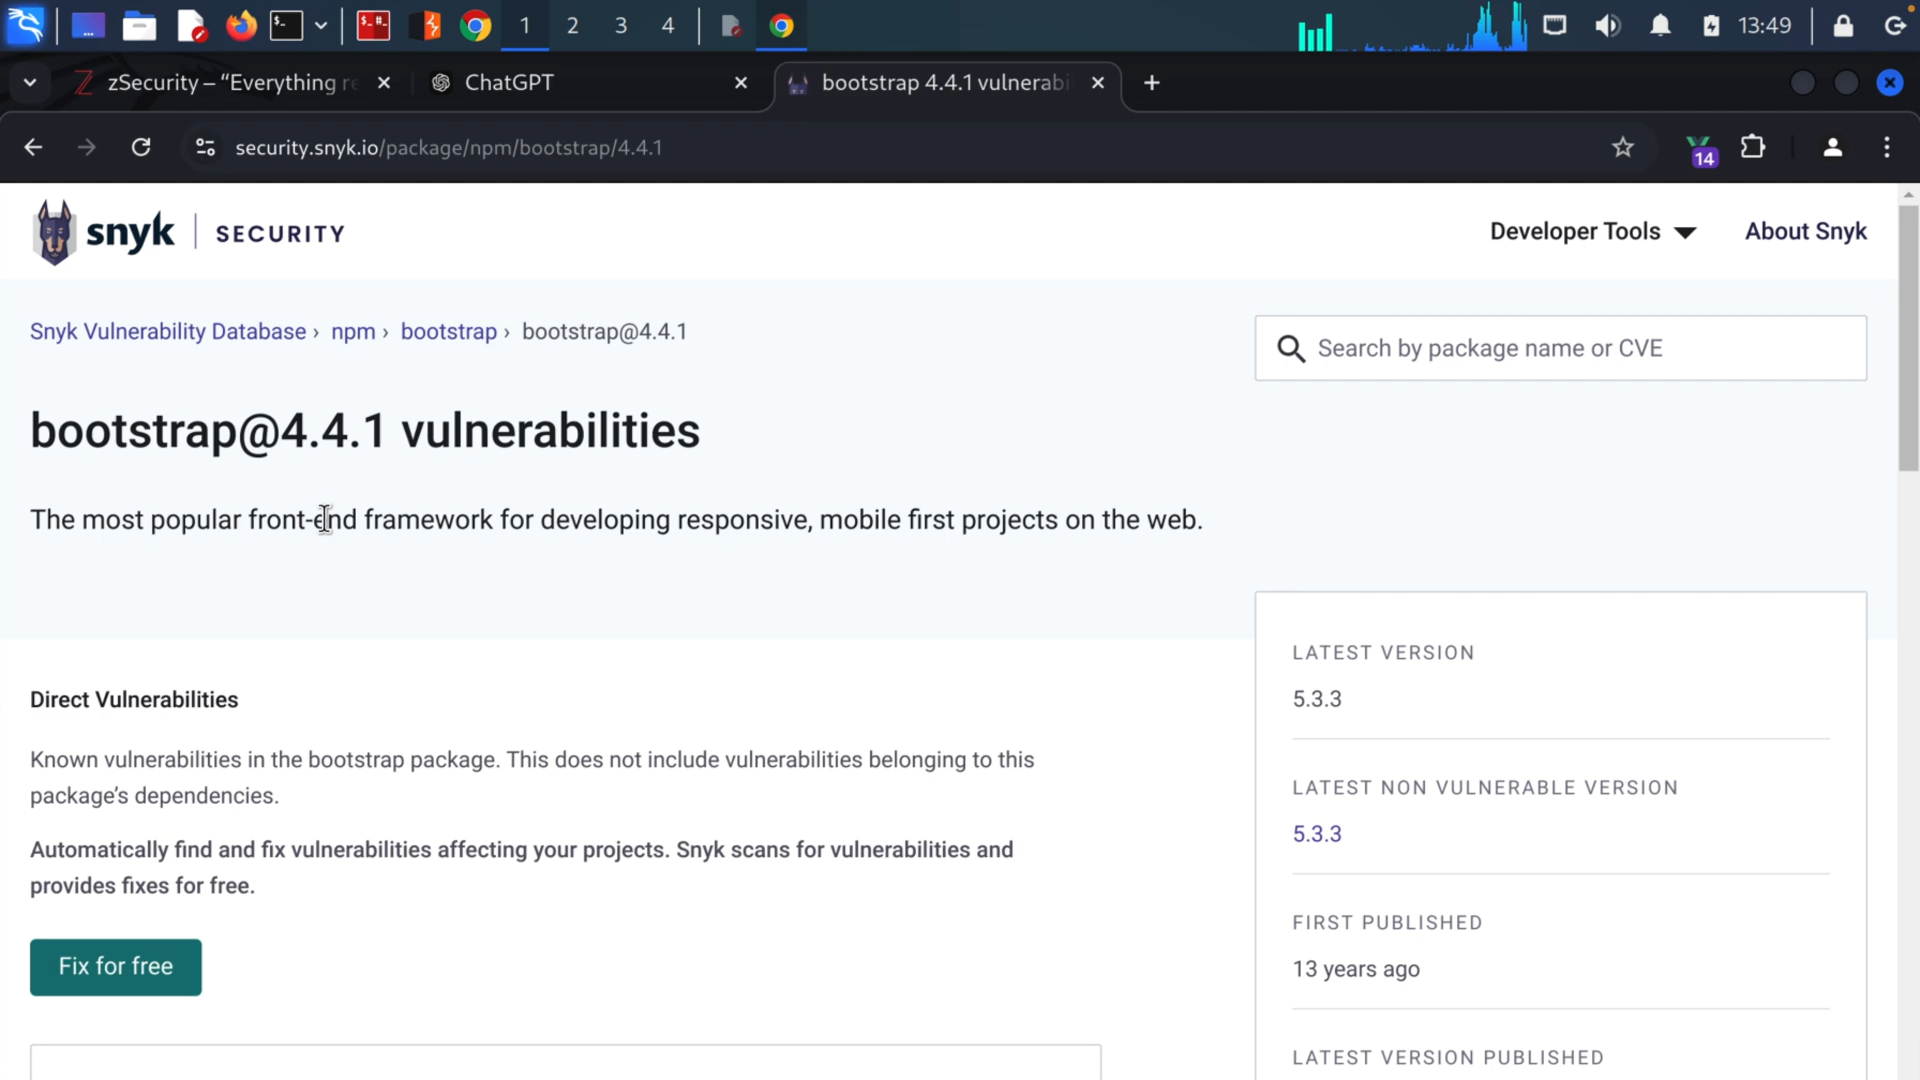 1 2 3 4 13:49
zSecurity – “Everything re
ChatGPT
bootstrap 4.4.1 vulnerabi
security.snyk.io/package/npm/bootstrap/4.4.1
14
snyk | SECURITY
Developer Tools
About Snyk
Snyk Vulnerability Database › npm › bootstrap › bootstrap@4.4.1
Search by package name or CVE
bootstrap@4.4.1 vulnerabilities
The most popular front-end framework for developing responsive, mobile first projects on the web.
Direct Vulnerabilities
Known vulnerabilities in the bootstrap package. This does not include vulnerabilities belonging to this
package’s dependencies.
Automatically find and fix vulnerabilities affecting your projects. Snyk scans for vulnerabilities and
provides fixes for free.
Fix for free
LATEST VERSION
5.3.3
LATEST NON VULNERABLE VERSION
5.3.3
FIRST PUBLISHED
13 years ago
LATEST VERSION PUBLISHED